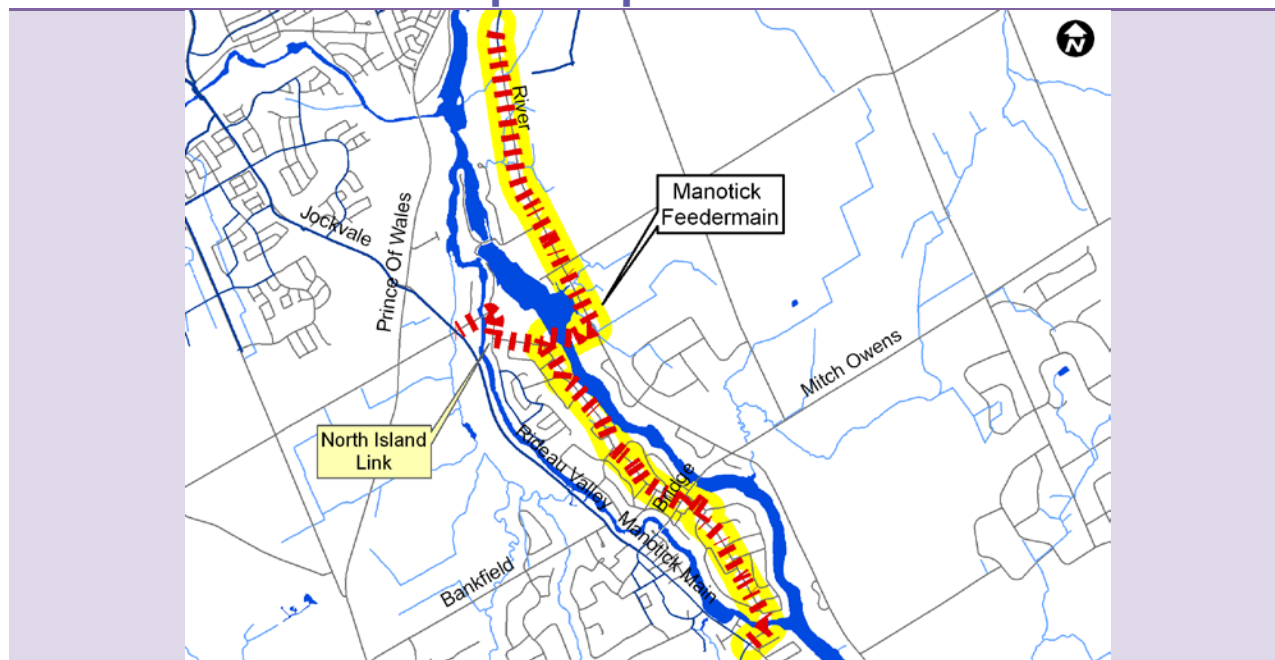 N
River
Manotick
Feedermain
Jockvale
Prince Of Wales
Mitch Owens
North Island
Link
Rideau Valley
Bridge
Manotick Main
Bankfield